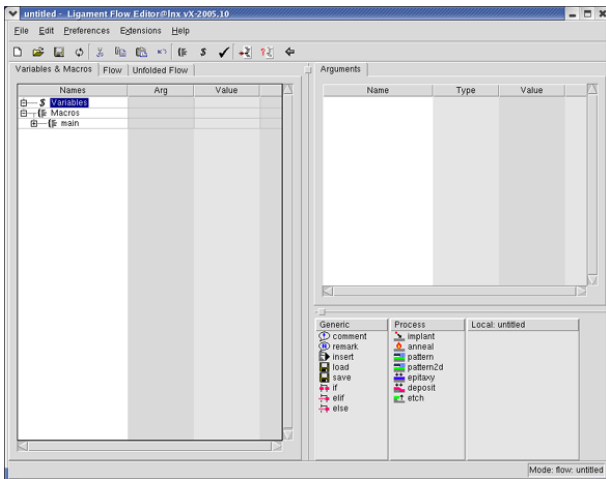 untitled - Ligament Flow Editor@lnx vX-2005.10
File Edit Preferences Extensions Help
Variables & Macros Flow Unfolded Flow
Names Arg Value
Variables
Macros
main
Arguments
Name Type Value
Generic
comment
remark
insert
load
save
if
elif
else
Process
implant
anneal
pattern
pattern2d
epitaxy
deposit
etch
Local: untitled
Mode: flow: untitled